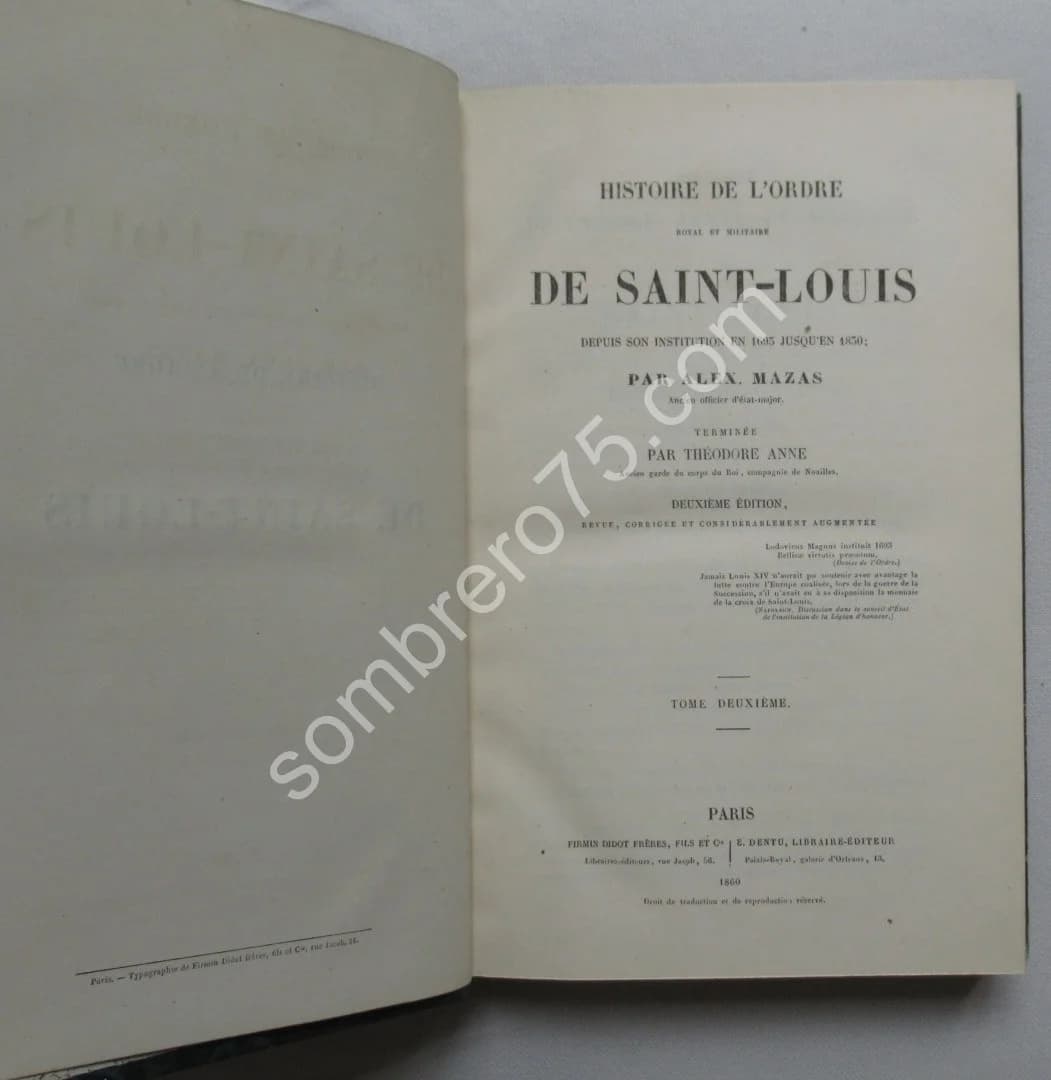 Paris. — Typographie de Firmin Didot frères, fils et Cie, rue Jacob, 56.
HISTOIRE DE L'ORDRE
ROYAL ET MILITAIRE
DE SAINT-LOUIS
DEPUIS SON INSTITUTION EN 1693 JUSQU'EN 1830;
PAR ALEX. MAZAS
Ancien officier d'état-major.
TERMINÉE
PAR THÉODORE ANNE
Ancien garde du corps du Roi, compagnie de Noailles.
DEUXIÈME ÉDITION,
REVUE, CORRIGÉE ET CONSIDÉRABLEMENT AUGMENTÉE
Ludovicus Magnus instituit 1693
Bellicæ virtutis præmium.
(Devise de l'Ordre.)
Jamais Louis XIV n'aurait pu soutenir avec avantage la
lutte contre l'Europe coalisée, lors de la guerre de la
Succession, s'il n'avait eu à sa disposition la monnaie
de la croix de Saint-Louis.
(NAPOLÉON, Discussion dans le conseil d'État
de l'institution de la Légion d'honneur.)
TOME DEUXIÈME.
PARIS
FIRMIN DIDOT FRÈRES, FILS ET Cie | E. DENTU, LIBRAIRE-ÉDITEUR
Libraires-éditeurs, rue Jacob, 56. | Palais-Royal, galerie d'Orléans, 13.
1860
Droit de traduction et de reproduction réservé.
sombrero75.com